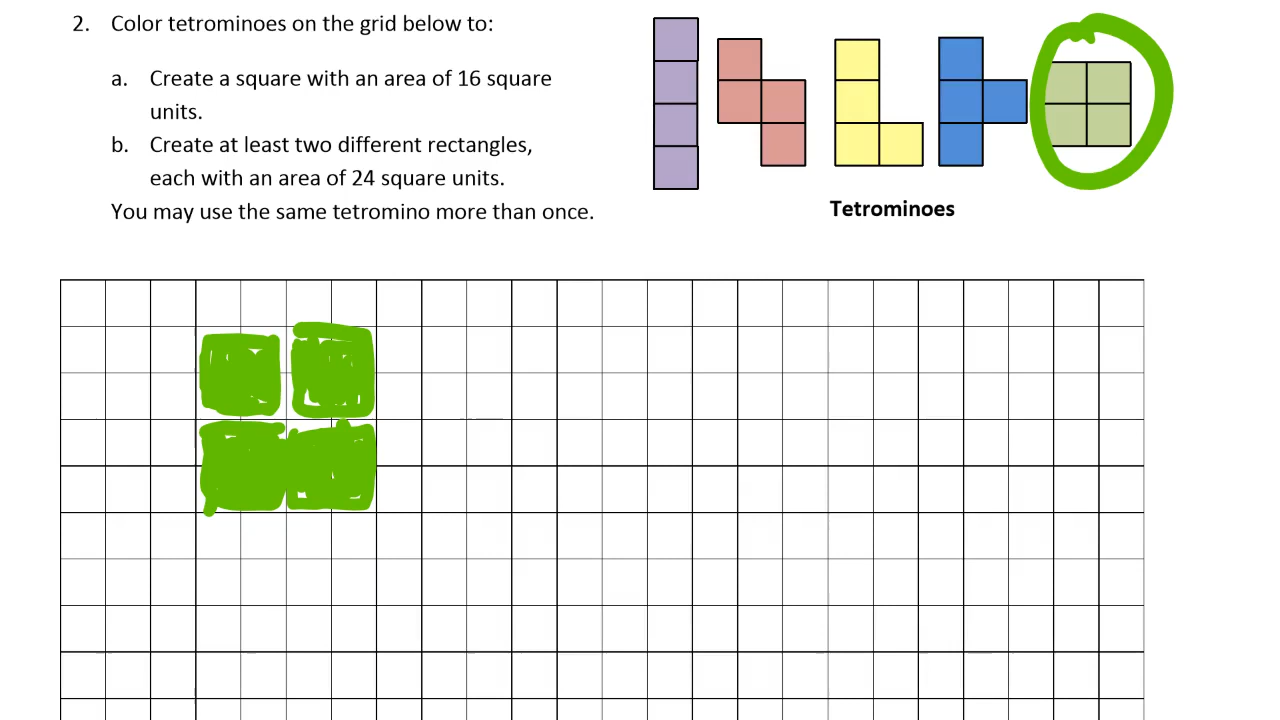 2. Color tetrominoes on the grid below to:
a. Create a square with an area of 16 square
units.
b. Create at least two different rectangles,
each with an area of 24 square units.
You may use the same tetromino more than once.
Tetrominoes